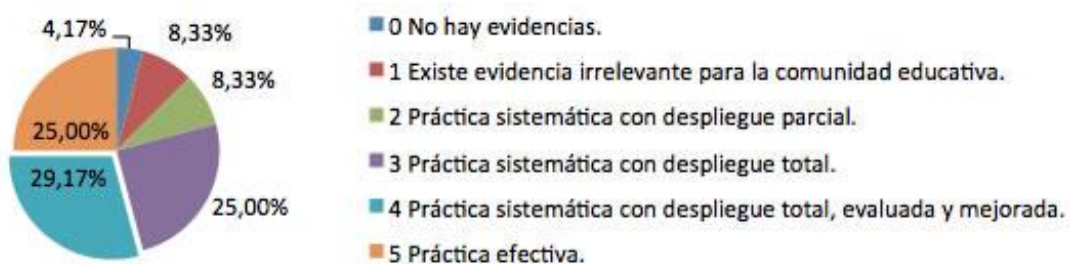 4,17%
8,33%
8,33%
25,00%
29,17%
25,00%
0 No hay evidencias.
1 Existe evidencia irrelevante para la comunidad educativa.
2 Práctica sistemática con despliegue parcial.
3 Práctica sistemática con despliegue total.
4 Práctica sistemática con despliegue total, evaluada y mejorada.
5 Práctica efectiva.